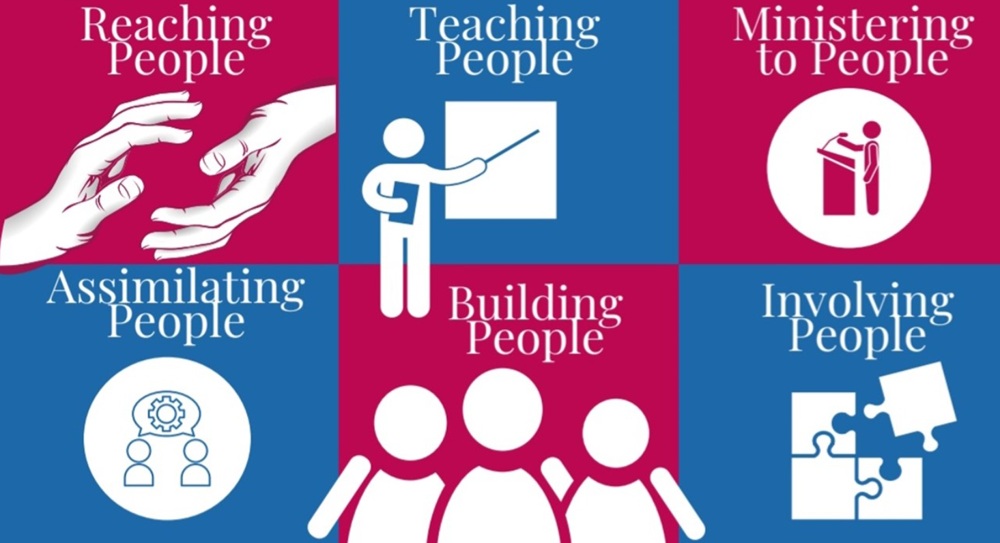 Reaching
People
Teaching
People
Ministering
to People
Assimilating
People
Building
People
Involving
People